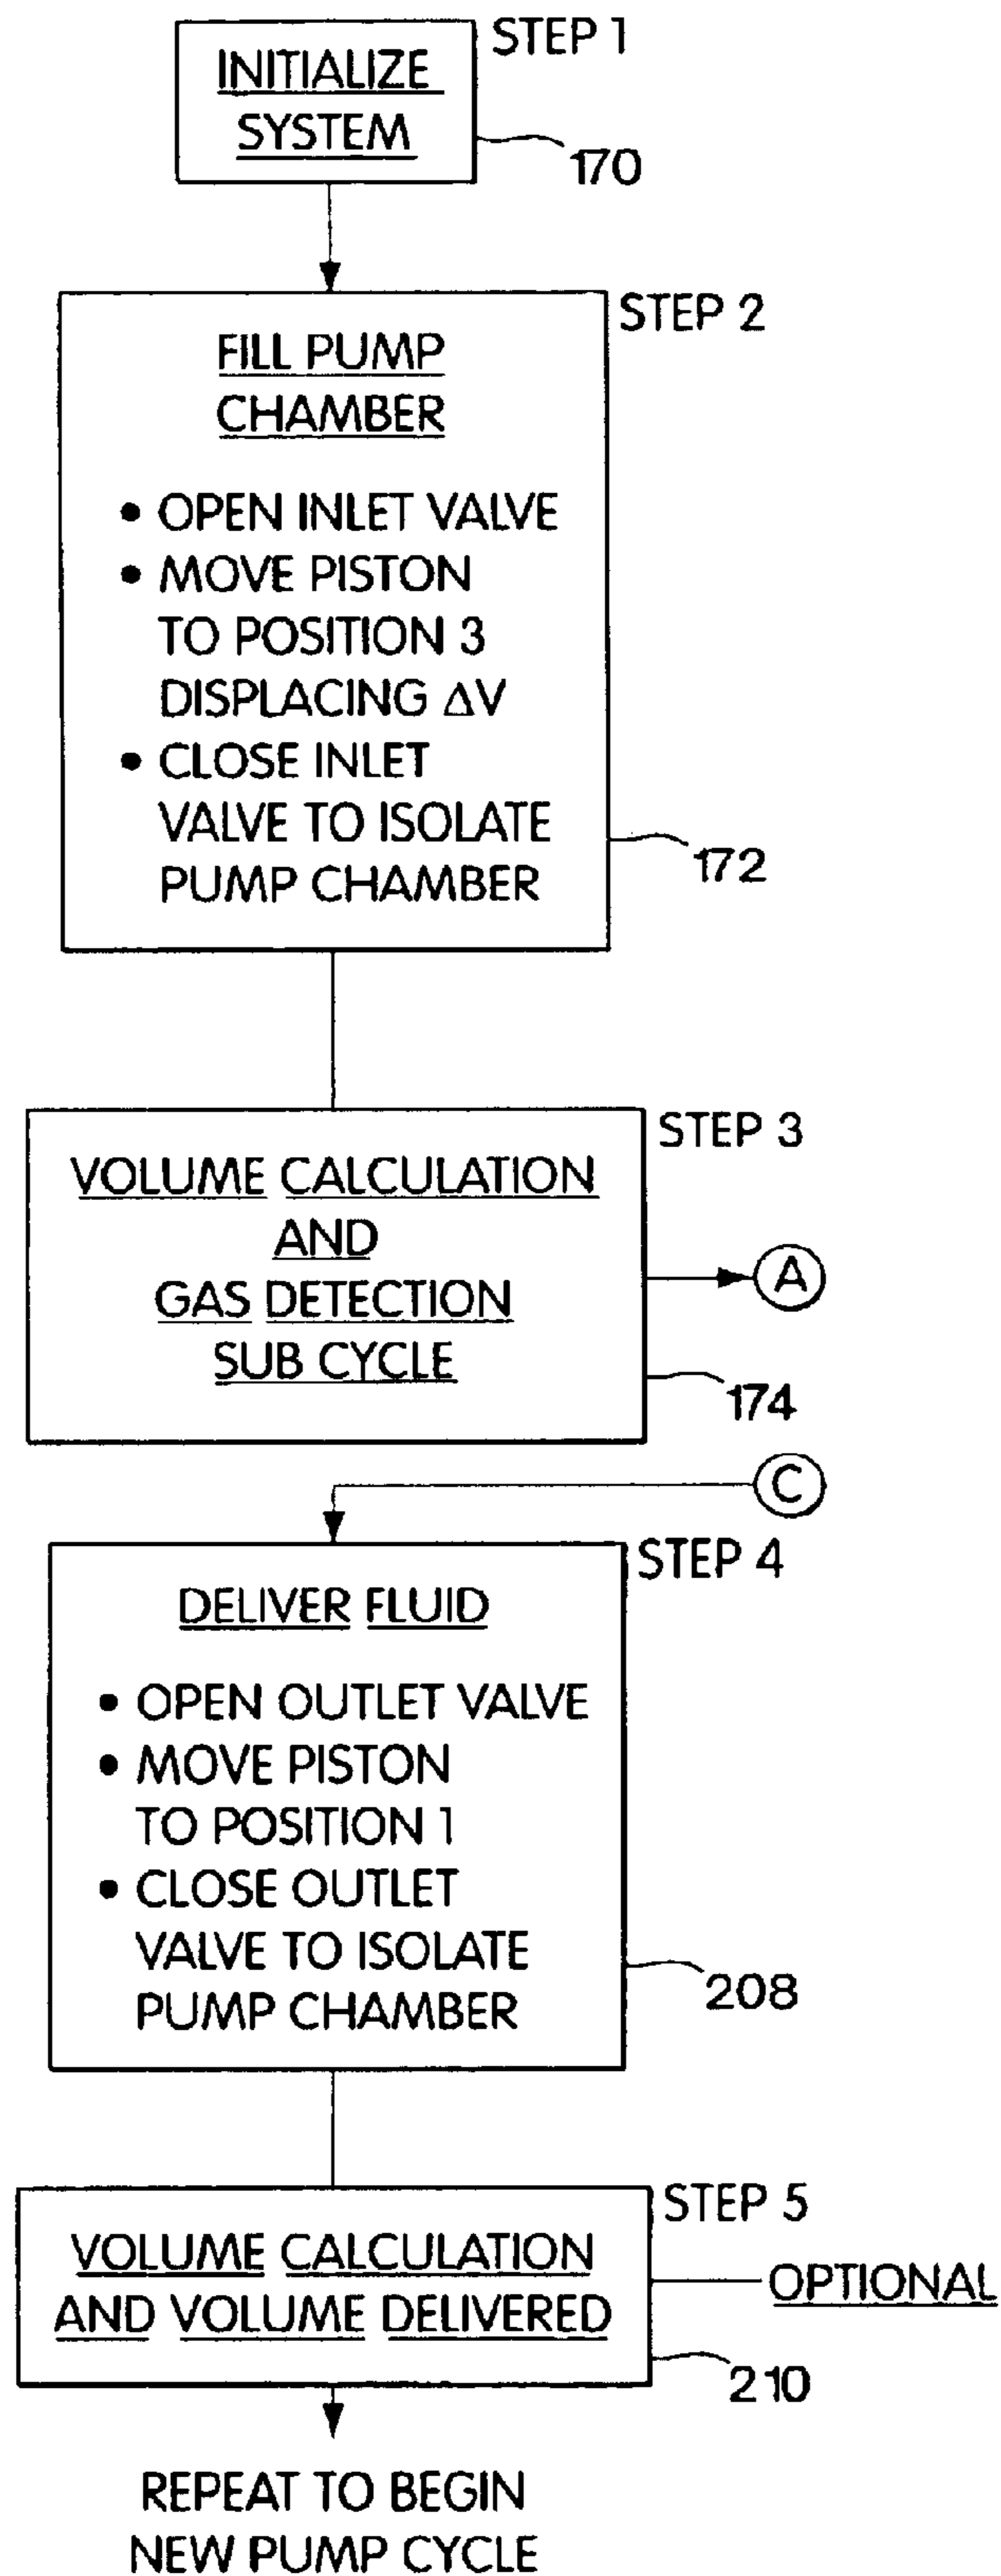 STEP 1
INITIALIZE
SYSTEM
170
STEP 2
FILL PUMP
CHAMBER
• OPEN INLET VALVE
• MOVE PISTON
TO POSITION 3
DISPLACING ΔV
• CLOSE INLET
VALVE TO ISOLATE
PUMP CHAMBER
172
STEP 3
VOLUME CALCULATION
AND
GAS DETECTION
SUB CYCLE
A
174
C
STEP 4
DELIVER FLUID
• OPEN OUTLET VALVE
• MOVE PISTON
TO POSITION 1
• CLOSE OUTLET
VALVE TO ISOLATE
PUMP CHAMBER
208
STEP 5
VOLUME CALCULATION
AND VOLUME DELIVERED
OPTIONAL
210
REPEAT TO BEGIN
NEW PUMP CYCLE